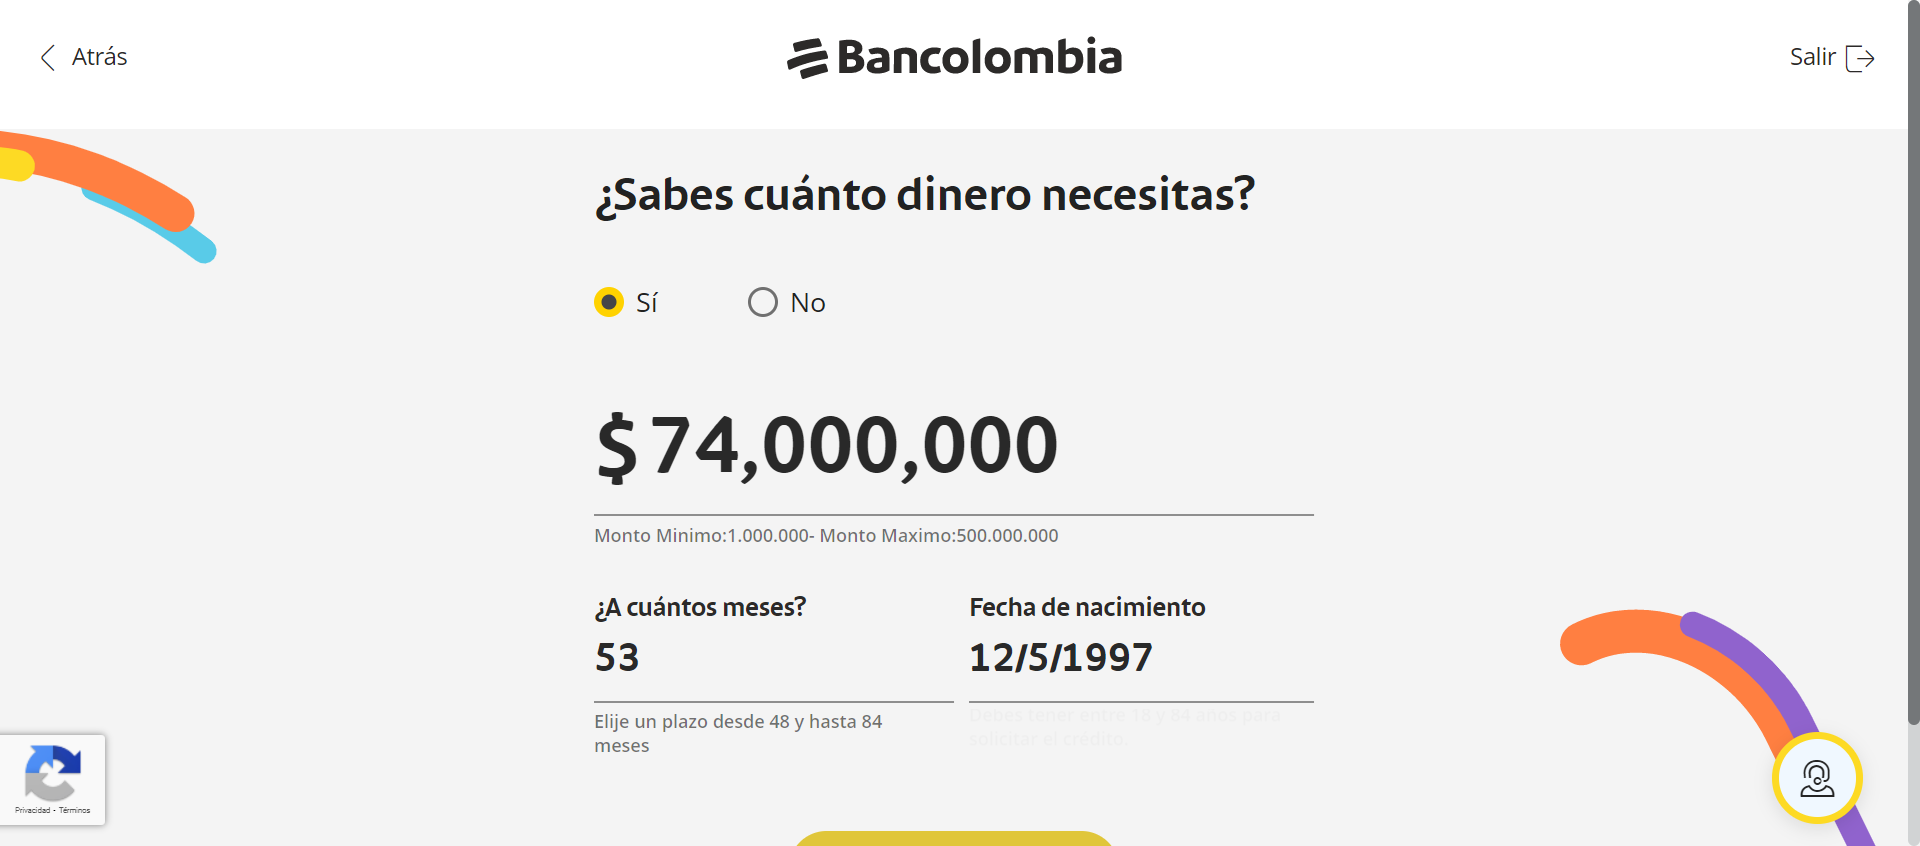 Atrás
Bancolombia
Salir
¿Sabes cuánto dinero necesitas?
Sí
No
$ 74,000,000
Monto Minimo:1.000.000- Monto Maximo:500.000.000
¿A cuántos meses?
Fecha de nacimiento
53
12/5/1997
Elije un plazo desde 48 y hasta 84
meses
Debes tener entre 18 y 84 años para
solicitar el crédito.
Privacidad - Términos